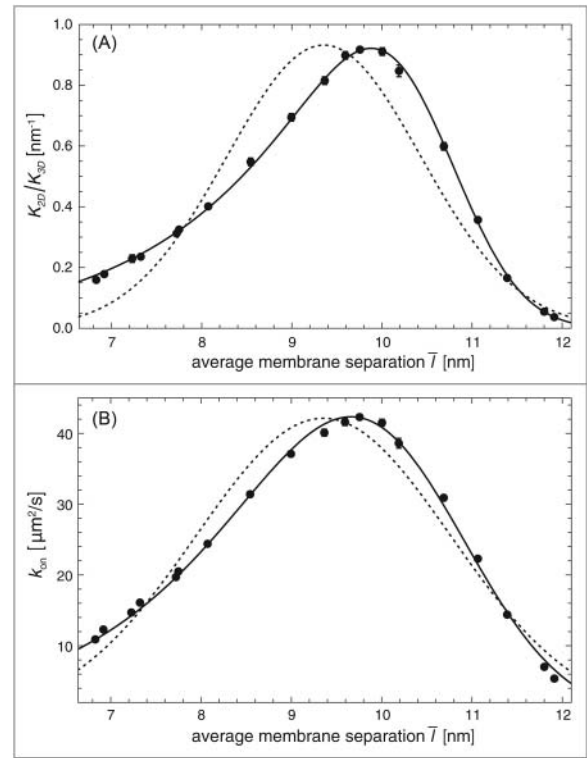 (A)
1.0
0.8
0.6
0.4
0.2
0.0
K2D/K3D [nm⁻¹]
7 8 9 10 11 12
average membrane separation l̅ [nm]
(B)
40
30
20
10
kon [μm²/s]
7 8 9 10 11 12
average membrane separation l̅ [nm]